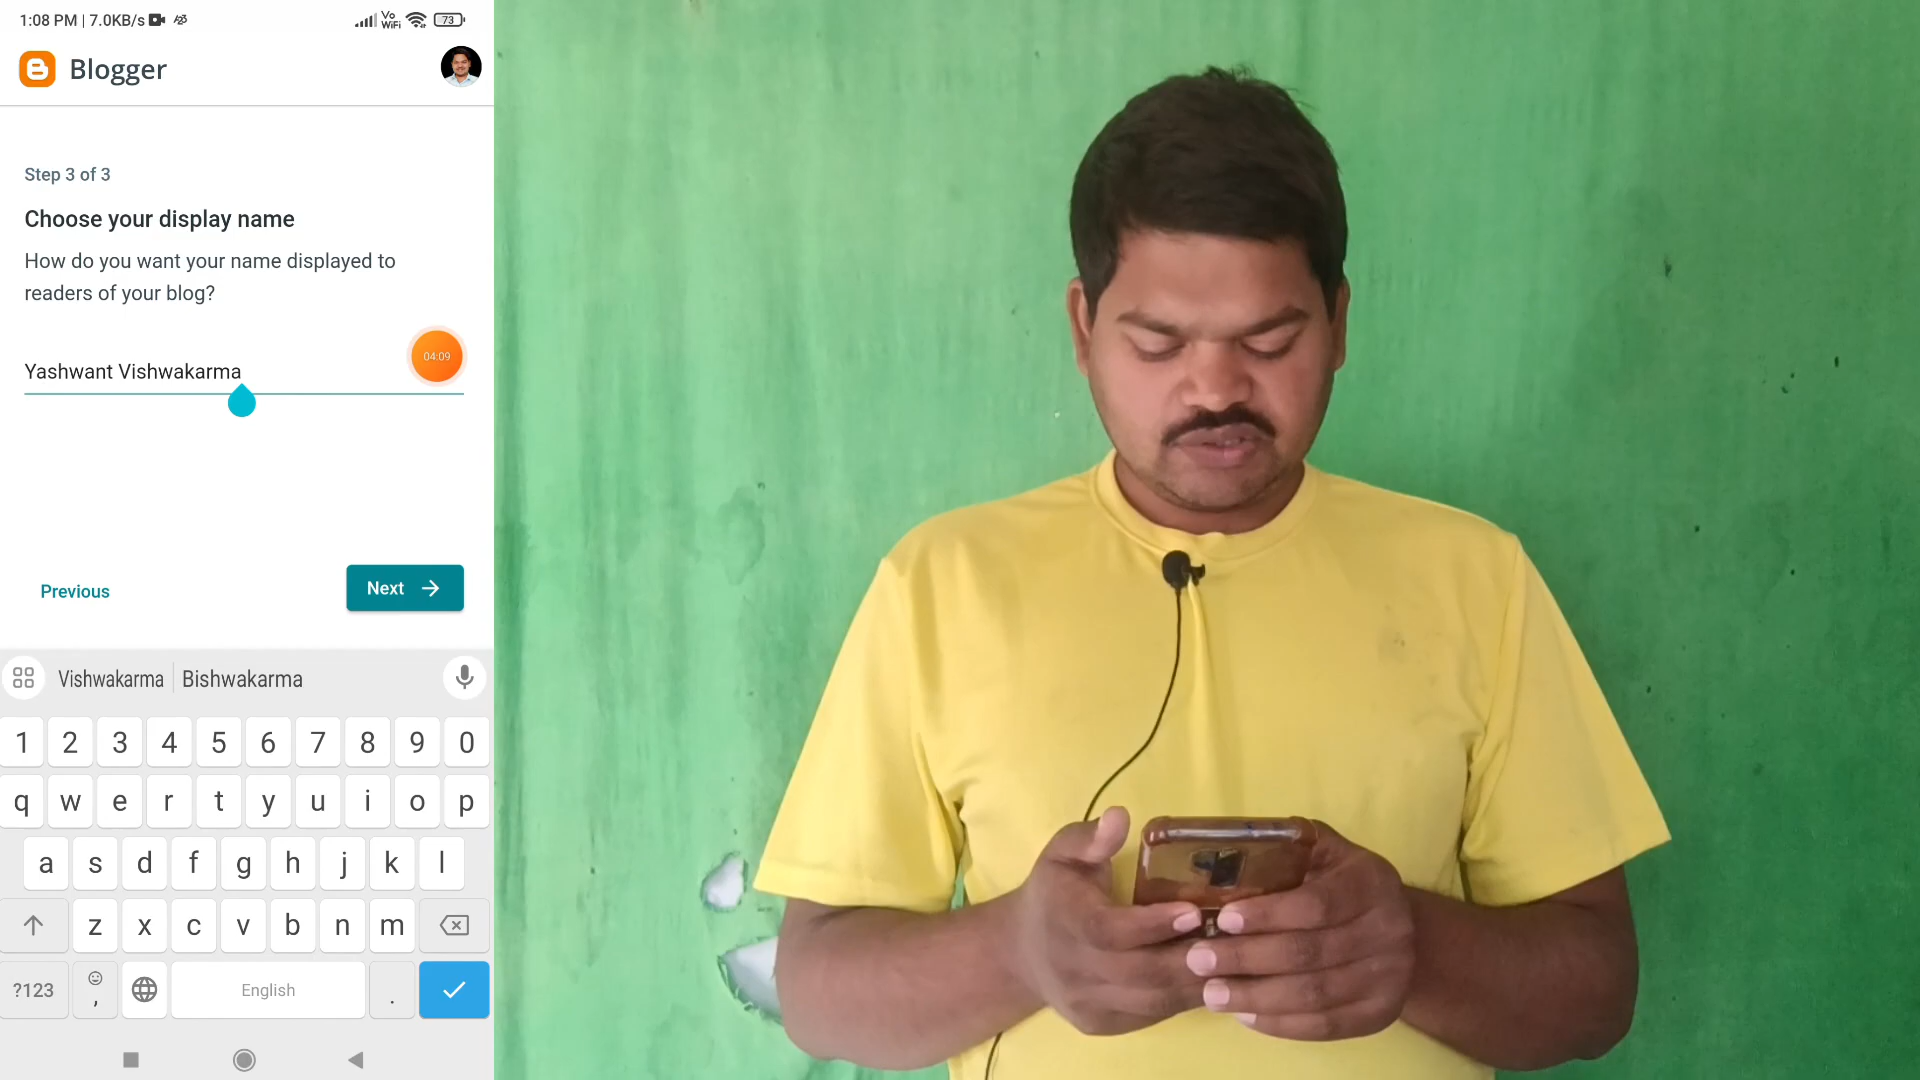 1:08 PM | 7.0KB/s
Vo
WiFi
73
Blogger
Step 3 of 3
Choose your display name
How do you want your name displayed to
readers of your blog?
04:09
Yashwant Vishwakarma
Previous
Next
Vishwakarma
Bishwakarma
1 2 3 4 5 6 7 8 9 0
q w e r t y u i o p
a s d f g h j k l
z x c v b n m
?123 , English .